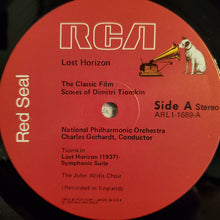 RCA
Lost Horizon
The Classic Film
Scores of Dimitri Tiomkin
Side A
ARL1-1669-A
National Philharmonic Orchestra
Charles Gerhardt, Conductor
Tiomkin
Lost Horizon (1937)
Symphonic Suite
The John Alldis Choir
(Recorded in England)
Red Seal